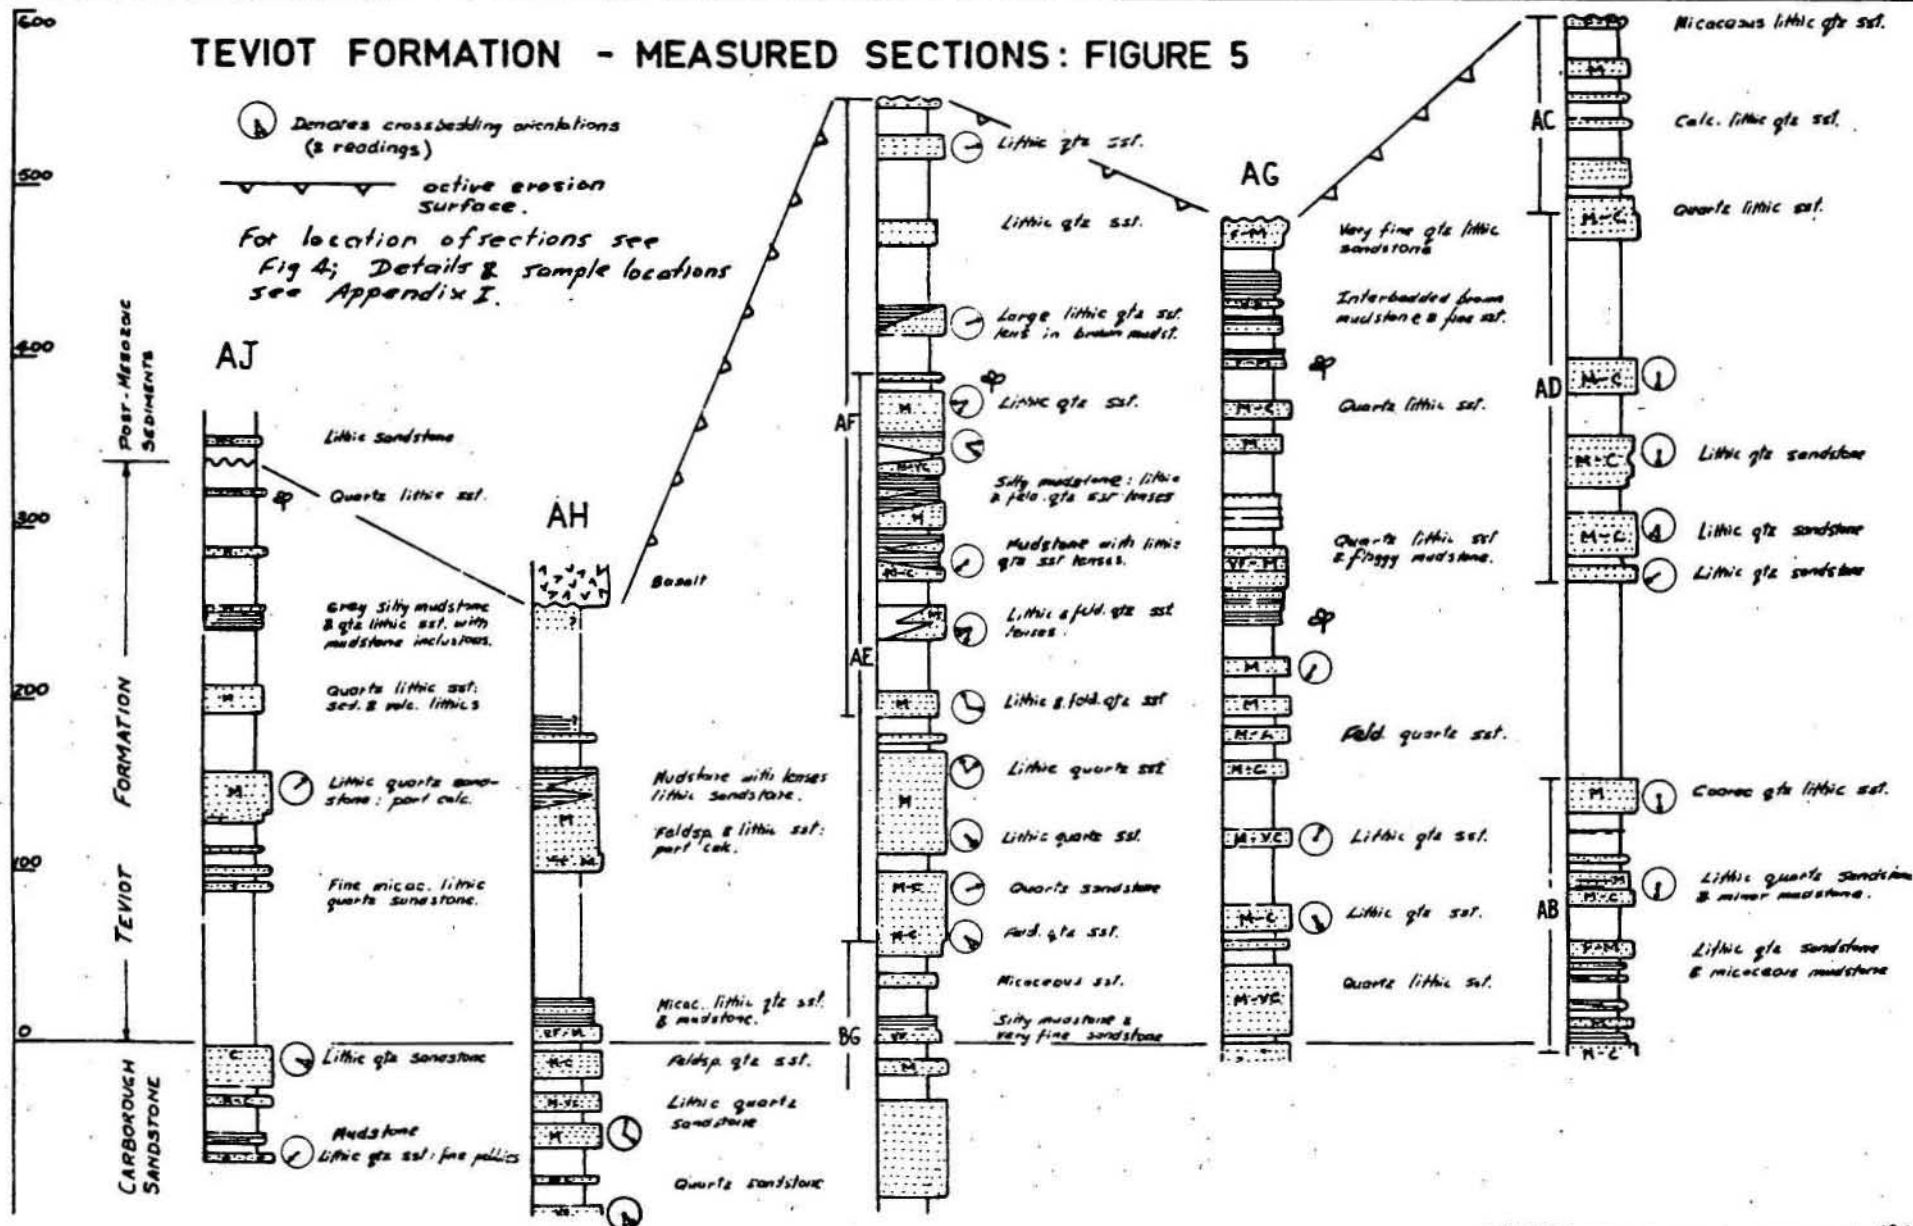 TEVIOT FORMATION - MEASURED SECTIONS: FIGURE 5
Denotes crossbedding orientations
(2 readings)
active erosion
surface.
For location of sections see
Fig 4; Details & sample locations
see Appendix I.
600
500
400
300
200
100
0
POST-MESOZOIC
SEDIMENTS
TEVIOT FORMATION
CARBOROUGH
SANDSTONE
AJ
Lithic sandstone
Quartz lithic sst.
Grey silty mudstone
& qtz lithic sst. with
mudstone inclusions.
M
Quartz lithic sst:
sed. & volc. lithics
M
Lithic quartz sand-
stone: part calc.
Fine micac. lithic
quartz sandstone.
C
Lithic qtz sandstone
Mudstone
Lithic qtz sst: fine pebbles
AH
Basalt
?
?
Mudstone with lenses
lithic sandstone.
M
Feldsp. & lithic sst:
part calc.
Micac. lithic qtz sst.
& mudstone.
VF-M
M-C
Feldsp. qtz sst.
M-VC
Lithic quartz
sandstone
M
Quartz sandstone
VC
AF
AE
BG
Lithic qtz sst.
Lithic qtz sst.
Large lithic qtz sst.
lens in brown mudst.
M
Lithic qtz sst.
M-VC
Silty mudstone: lithic
& feld. qtz sst lenses
M
Mudstone with lithic
qtz sst lenses.
M-C
Lithic & feld. qtz sst
lenses.
M
Lithic & feld. qtz sst
Lithic quartz sst
M
Lithic quartz sst.
Quartz sandstone
M-C
Feld. qtz sst.
Micaceous sst.
Silty mudstone &
very fine sandstone
VF
M
AG
F-M
Very fine qtz lithic
sandstone
Interbedded brown
mudstone & fine sst.
F-M
M-C
Quartz lithic sst.
M
Quartz lithic sst
& flaggy mudstone.
VF-M
M
M
Feld. quartz sst.
M-C
M-VC
Lithic qtz sst.
M-C
Lithic qtz sst.
M-VC
Quartz lithic sst.
AC
AD
AB
Micaceous lithic qtz sst.
M
Calc. lithic qtz sst.
M-C
Quartz lithic sst.
M-C
M-C
Lithic qtz sandstone
M-C
Lithic qtz sandstone
Lithic qtz sandstone
M
Coarse qtz lithic sst.
Lithic quartz sandstone
& minor mudstone.
M-C
F-M
Lithic qtz sandstone
& micaceous mudstone
M
M-C